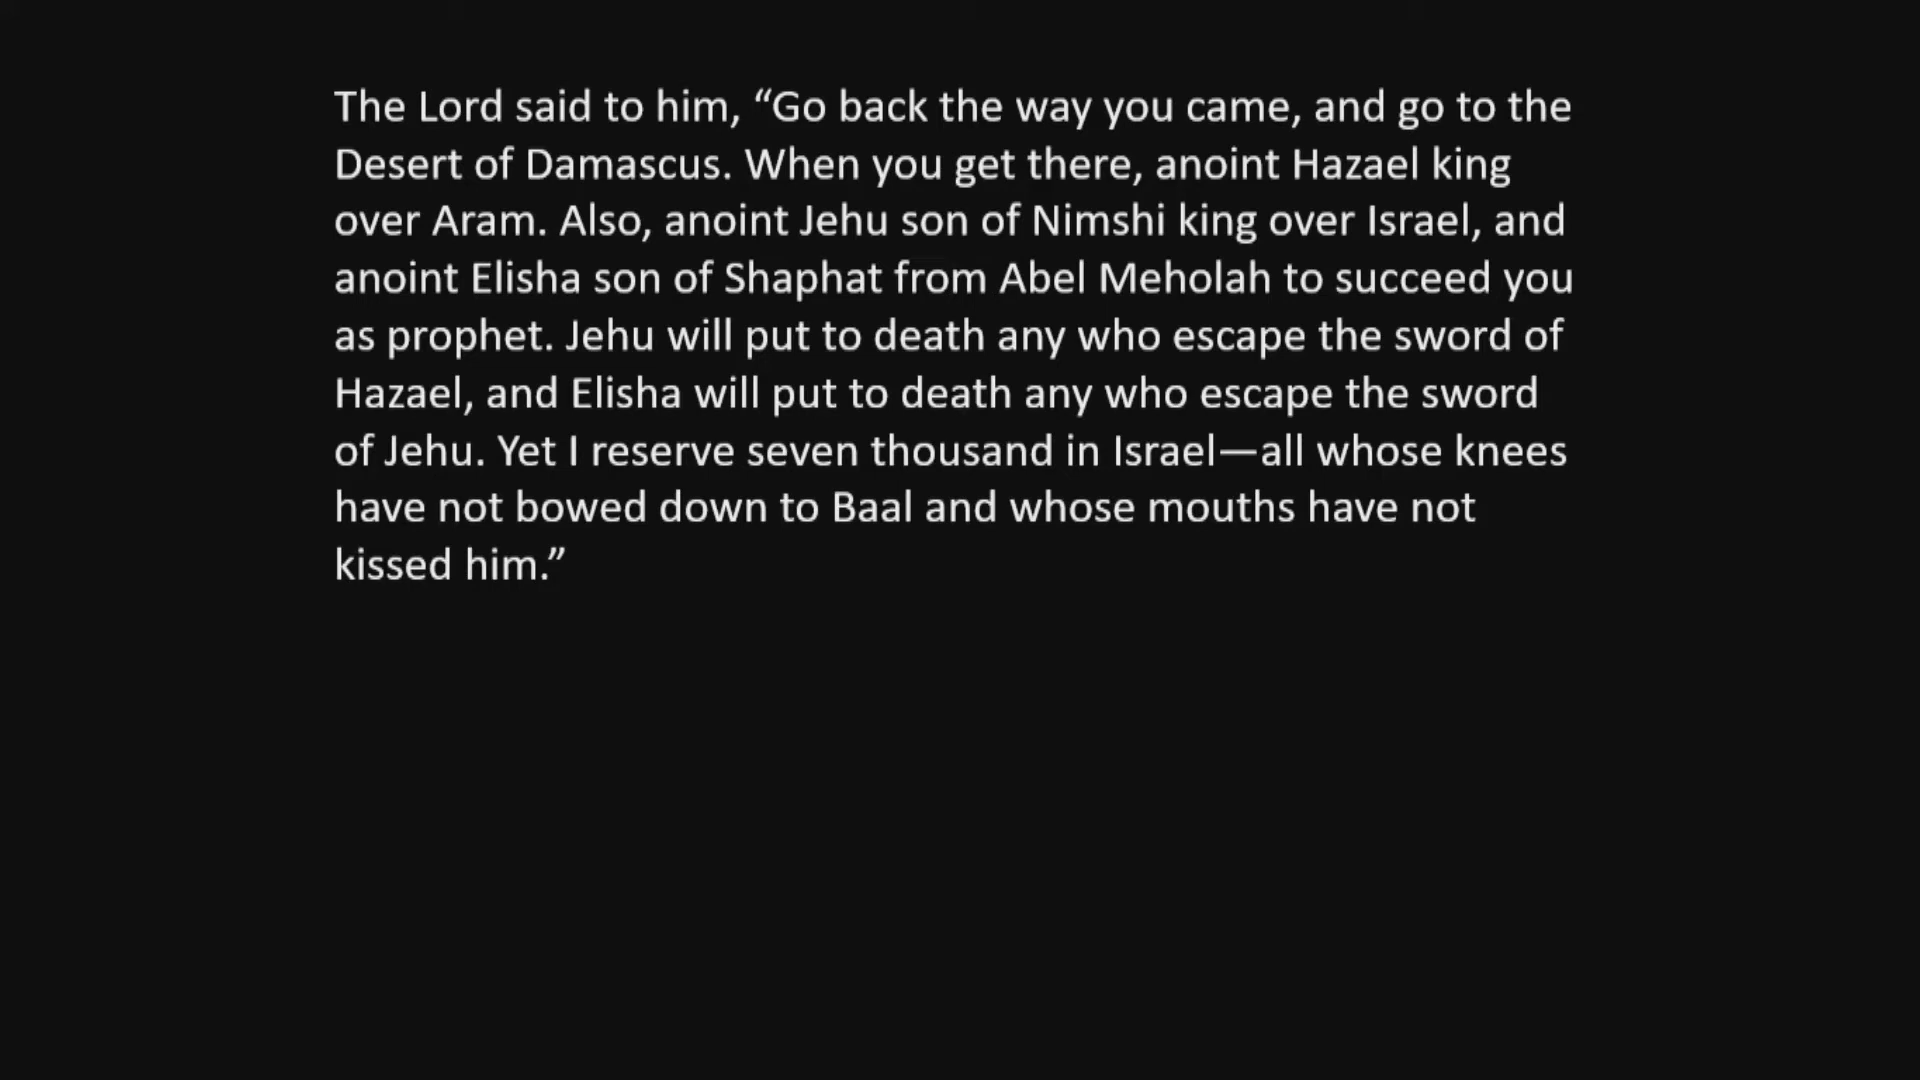 The Lord said to him, “Go back the way you came, and go to the
Desert of Damascus. When you get there, anoint Hazael king
over Aram. Also, anoint Jehu son of Nimshi king over Israel, and
anoint Elisha son of Shaphat from Abel Meholah to succeed you
as prophet. Jehu will put to death any who escape the sword of
Hazael, and Elisha will put to death any who escape the sword
of Jehu. Yet I reserve seven thousand in Israel—all whose knees
have not bowed down to Baal and whose mouths have not
kissed him.”